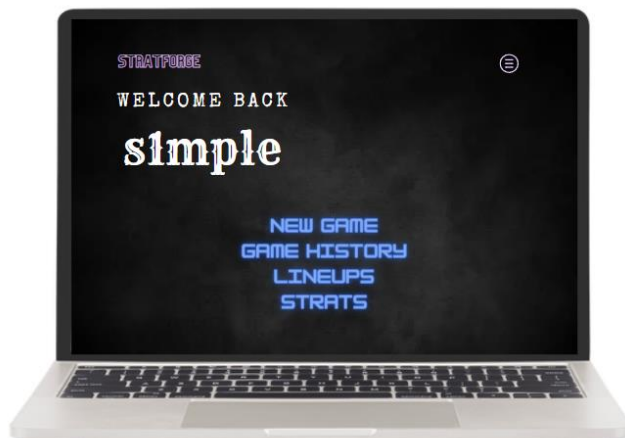 STRATFORGE
WELCOME BACK
s1mple
NEW GAME
GAME HISTORY
LINEUPS
STRATS